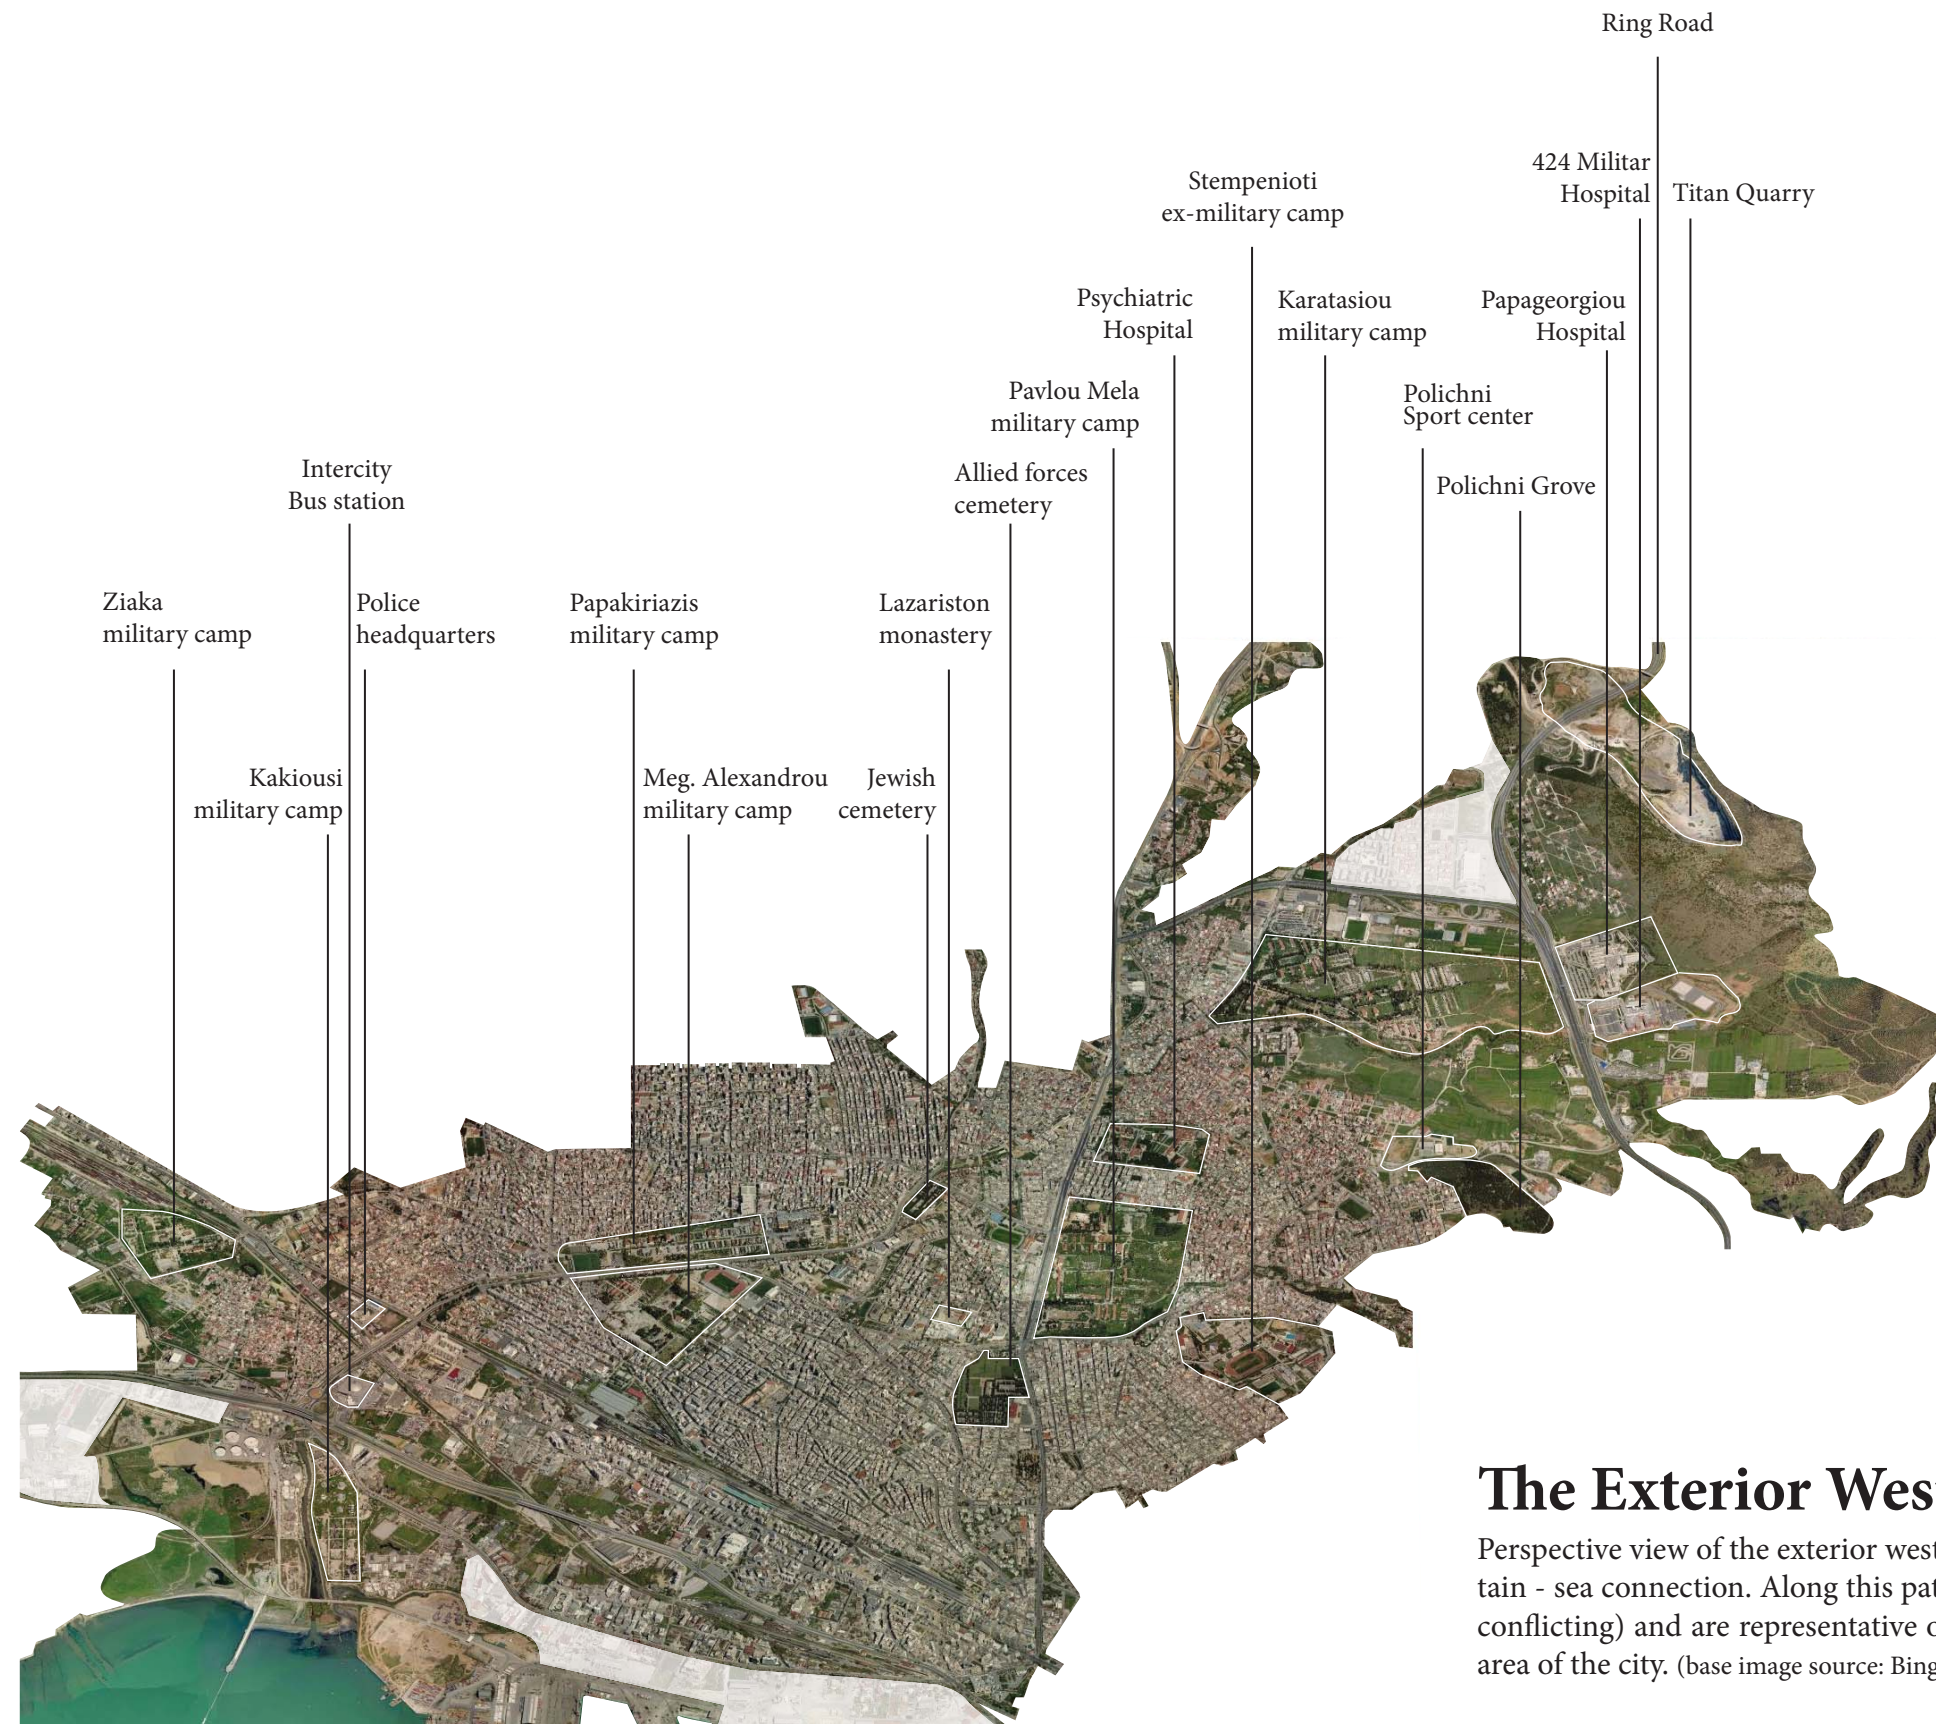 Ring Road
424 Militar
Hospital
Titan Quarry
Stempenioti
ex-military camp
Psychiatric
Hospital
Karatasiou
military camp
Papageorgiou
Hospital
Pavlou Mela
military camp
Polichni
Sport center
Intercity
Bus station
Allied forces
cemetery
Polichni Grove
Ziaka
military camp
Police
headquarters
Papakiriazis
military camp
Lazariston
monastery
Kakiousi
military camp
Meg. Alexandrou
military camp
Jewish
cemetery
The Exterior Wes
Perspective view of the exterior west
tain - sea connection. Along this pat
conflicting) and are representative o
area of the city. (base image source: Bing